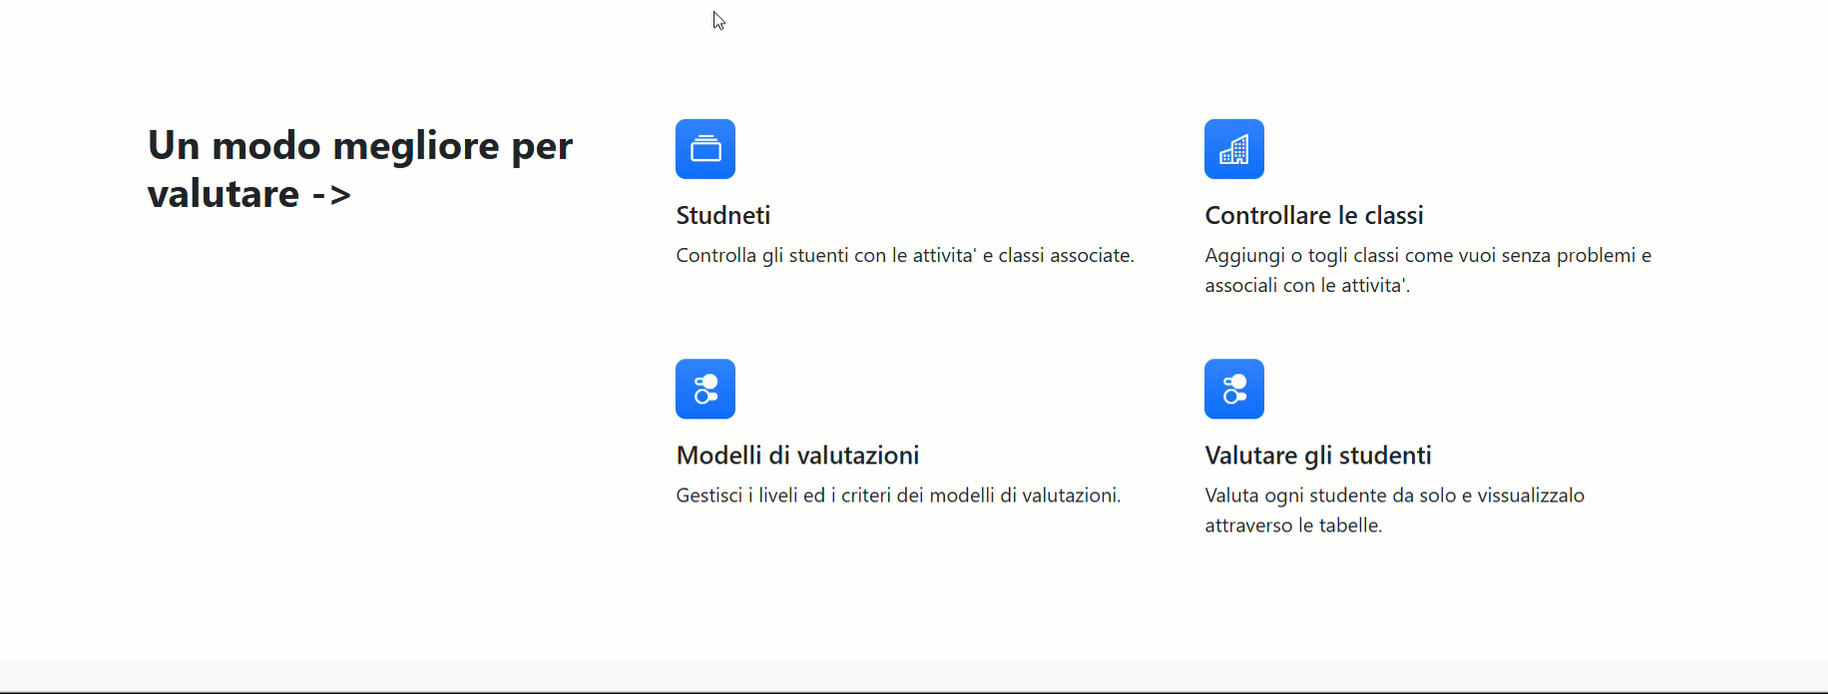 Un modo megliore per
valutare ->
Studneti
Controlla gli stuenti con le attivita' e classi associate.
Controllare le classi
Aggiungi o togli classi come vuoi senza problemi e
associali con le attivita'.
Modelli di valutazioni
Gestisci i liveli ed i criteri dei modelli di valutazioni.
Valutare gli studenti
Valuta ogni studente da solo e vissualizzalo
attraverso le tabelle.